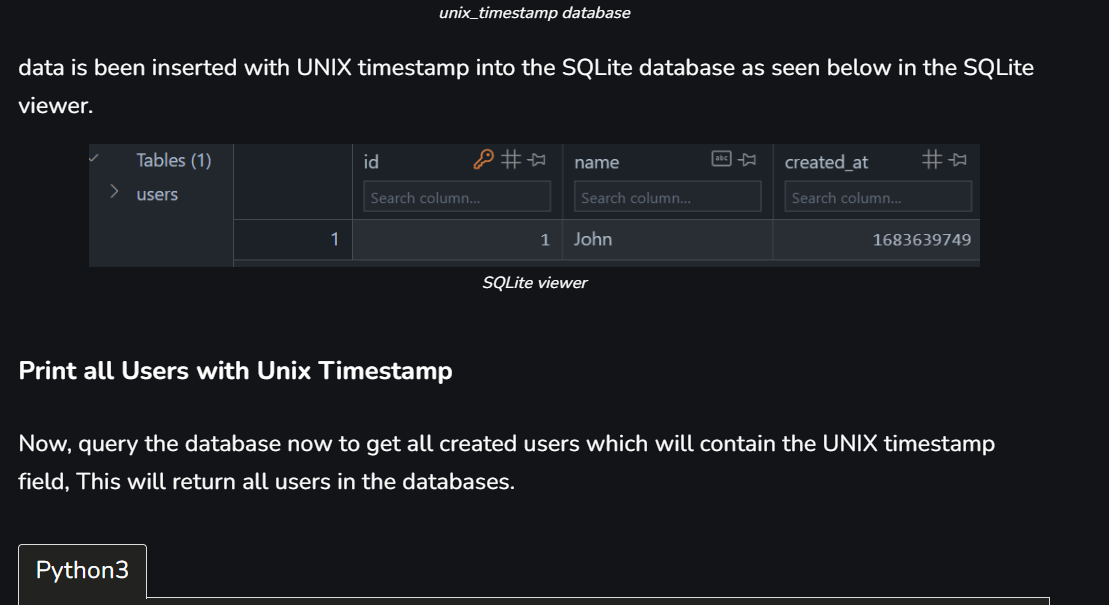 unix_timestamp database
data is been inserted with UNIX timestamp into the SQLite database as seen below in the SQLite
viewer.
Tables (1)
users
id
name
abc
created_at
Search column...
Search column...
Search column...
1
1
John
1683639749
SQLite viewer
Print all Users with Unix Timestamp
Now, query the database now to get all created users which will contain the UNIX timestamp
field, This will return all users in the databases.
Python3